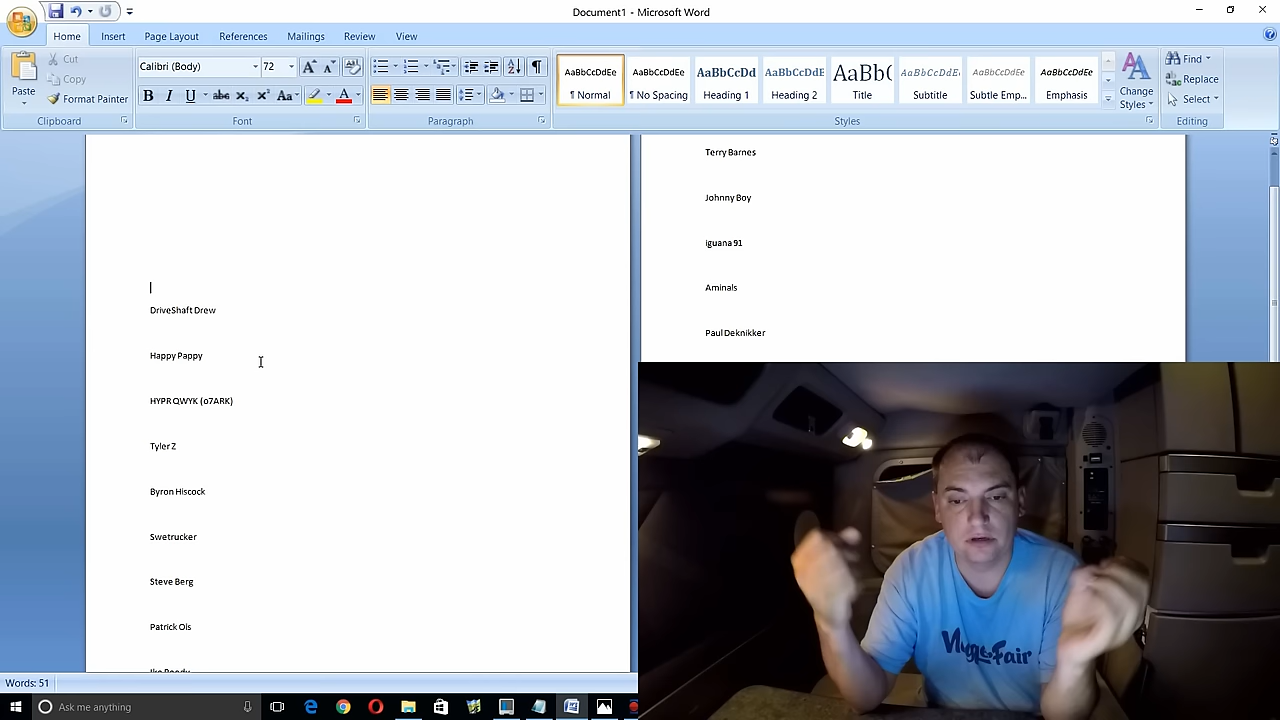 Document1 - Microsoft Word
Home Insert Page Layout References Mailings Review View
Paste
Cut
Copy
Format Painter
Clipboard
Calibri (Body) 72
Font
Paragraph
AaBbCcDdEe AaBbCcDdEe AaBbCcDd AaBbCcDdE AaBb( AaBbCcDdE AaBbCcDdEe AaBbCcDdEe
¶ Normal ¶ No Spacing Heading 1 Heading 2 Title Subtitle Subtle Emp... Emphasis
Styles
Change
Styles
Find
Replace
Select
Editing
DriveShaft Drew
Happy Pappy
HYPR QWYK (o7ARK)
Tyler Z
Byron Hiscock
Swetrucker
Steve Berg
Patrick Ols
Terry Barnes
Johnny Boy
iguana 91
Aminals
Paul Deknikker
Fair
Words: 51
Ask me anything